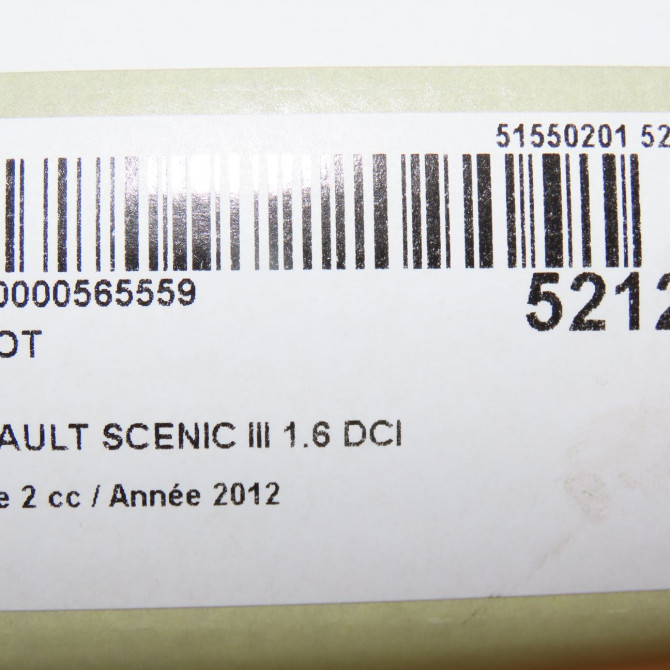 51550201 52
0000565559
5212
OT
AULT SCENIC III 1.6 DCI
e 2 cc / Année 2012